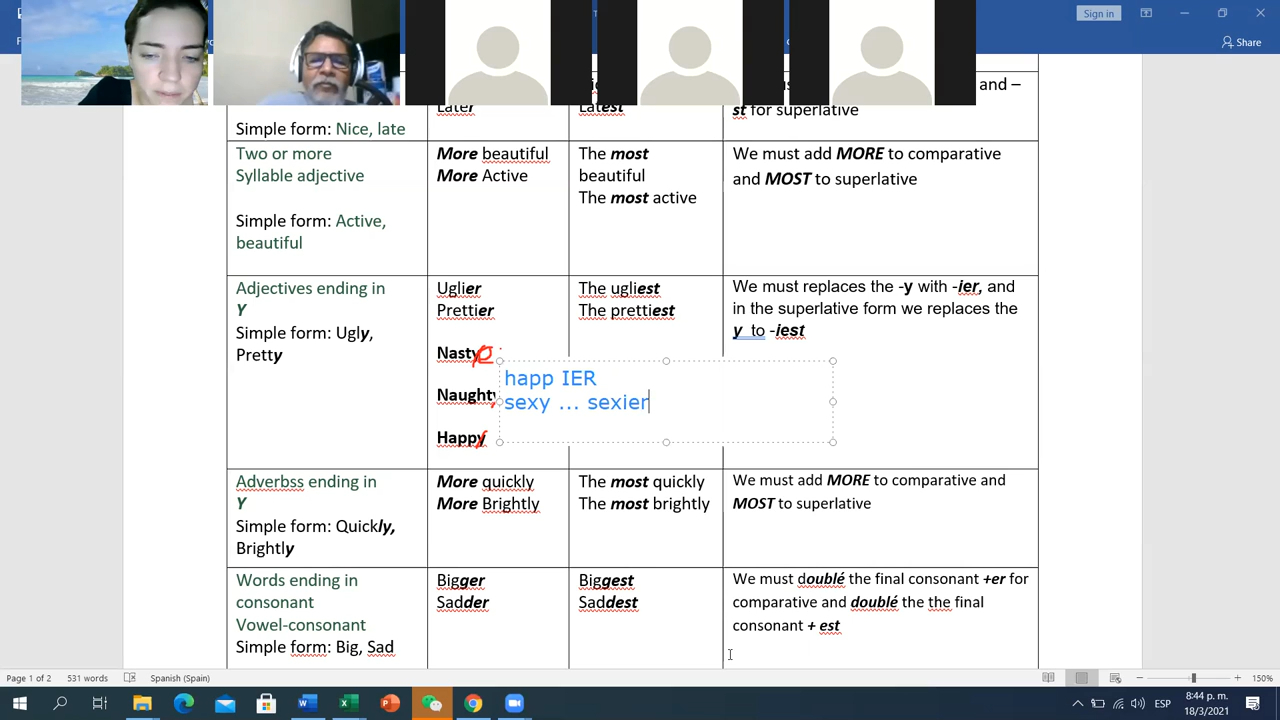 Sign in
Share
Later
Latest
and –
st for superlative
Simple form: Nice, late
Two or more
Syllable adjective
Simple form: Active,
beautiful
More beautiful
More Active
The most
beautiful
The most active
We must add MORE to comparative
and MOST to superlative
Adjectives ending in
Y
Simple form: Ugly,
Pretty
Uglier
Prettier
Nasty
Naughty
Happy
The ugliest
The prettiest
We must replaces the -y with -ier, and
in the superlative form we replaces the
y to -iest
happ IER
sexy ... sexier
Adverbss ending in
Y
Simple form: Quickly,
Brightly
More quickly
More Brightly
The most quickly
The most brightly
We must add MORE to comparative and
MOST to superlative
Words ending in
consonant
Vowel-consonant
Simple form: Big, Sad
Bigger
Sadder
Biggest
Saddest
We must doublé the final consonant +er for
comparative and doublé the the final
consonant + est
Page 1 of 2 531 words Spanish (Spain)
150%
ESP
8:44 p. m.
18/3/2021